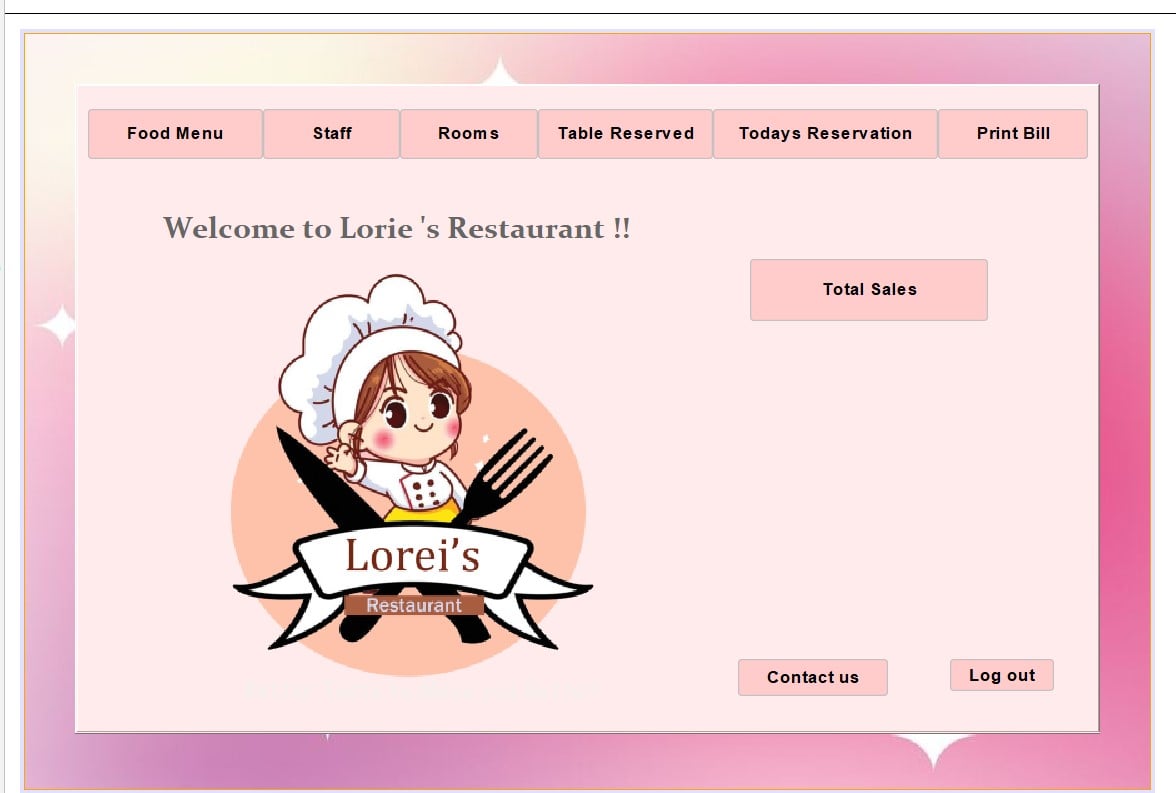 Food Menu Staff Rooms Table Reserved Todays Reservation Print Bill
Welcome to Lorie 's Restaurant !!
Total Sales
Lorei's
Restaurant
Contact us Log out